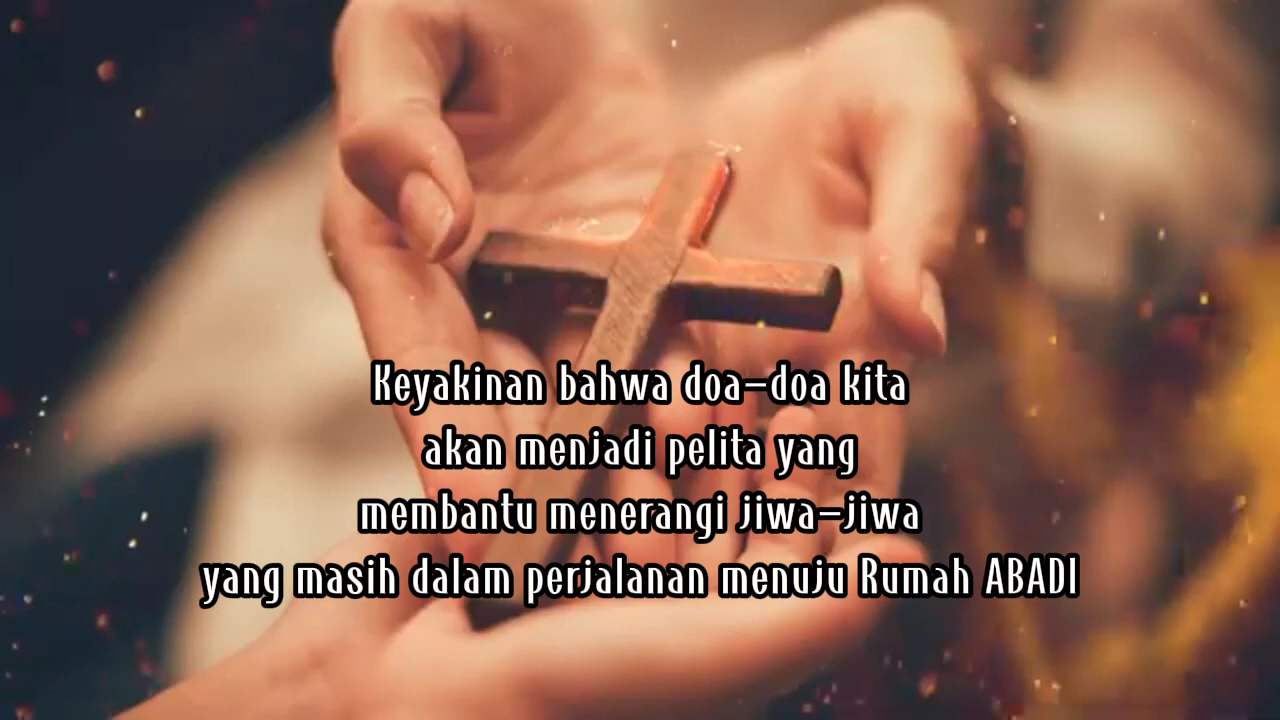 Keyakinan bahwa doa-doa kita
akan menjadi pelita yang
membantu menerangi jiwa-jiwa
yang masih dalam perjalanan menuju Rumah ABADI